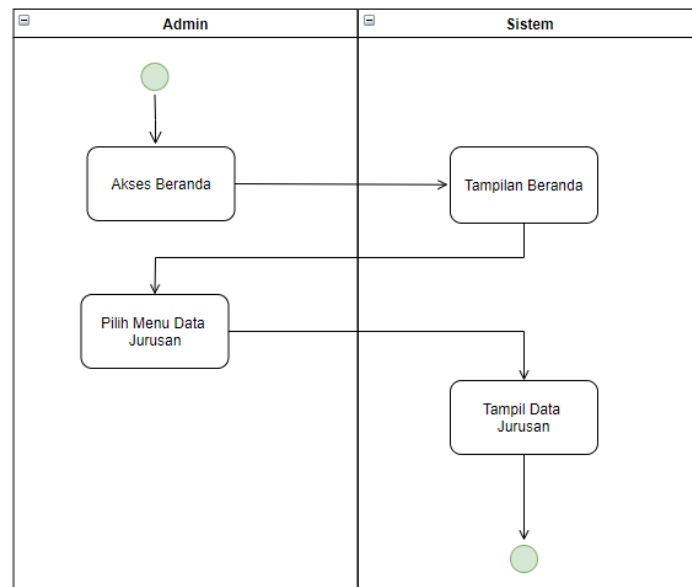 Admin
Sistem
Akses Beranda
Tampilan Beranda
Pilih Menu Data
Jurusan
Tampil Data
Jurusan